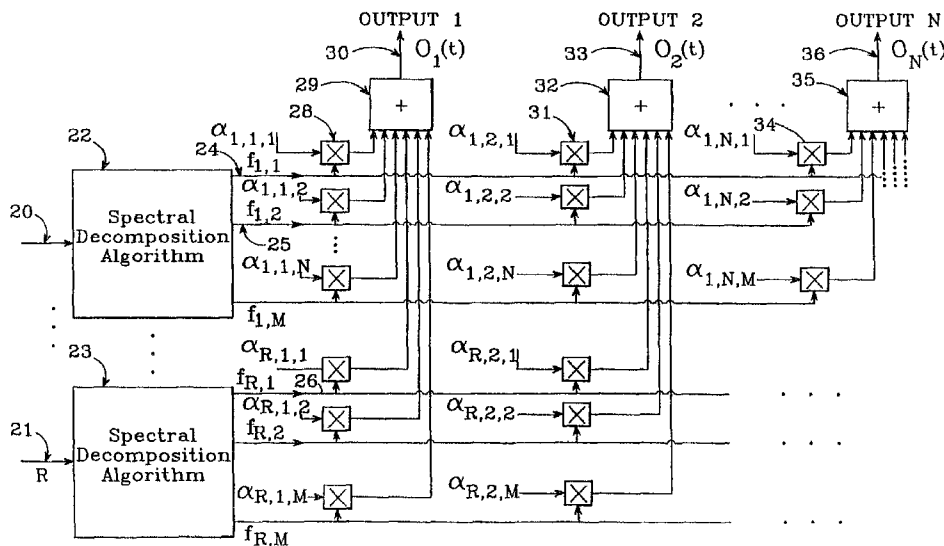 OUTPUT 1 OUTPUT 2 OUTPUT N
30 O1(t) 33 O2(t) 36 ON(t)
29 32 35
+ + +
22 28 31 34
24 α1,1,1 α1,2,1 α1,N,1
f1,1
α1,1,2 α1,2,2 α1,N,2
20 Spectral Decomposition Algorithm f1,2
25
α1,1,N α1,2,N α1,N,M
f1,M
23 αR,1,1 αR,2,1
fR,1 26
αR,1,2 αR,2,2
21 Spectral Decomposition Algorithm fR,2
R
αR,1,M αR,2,M
fR,M